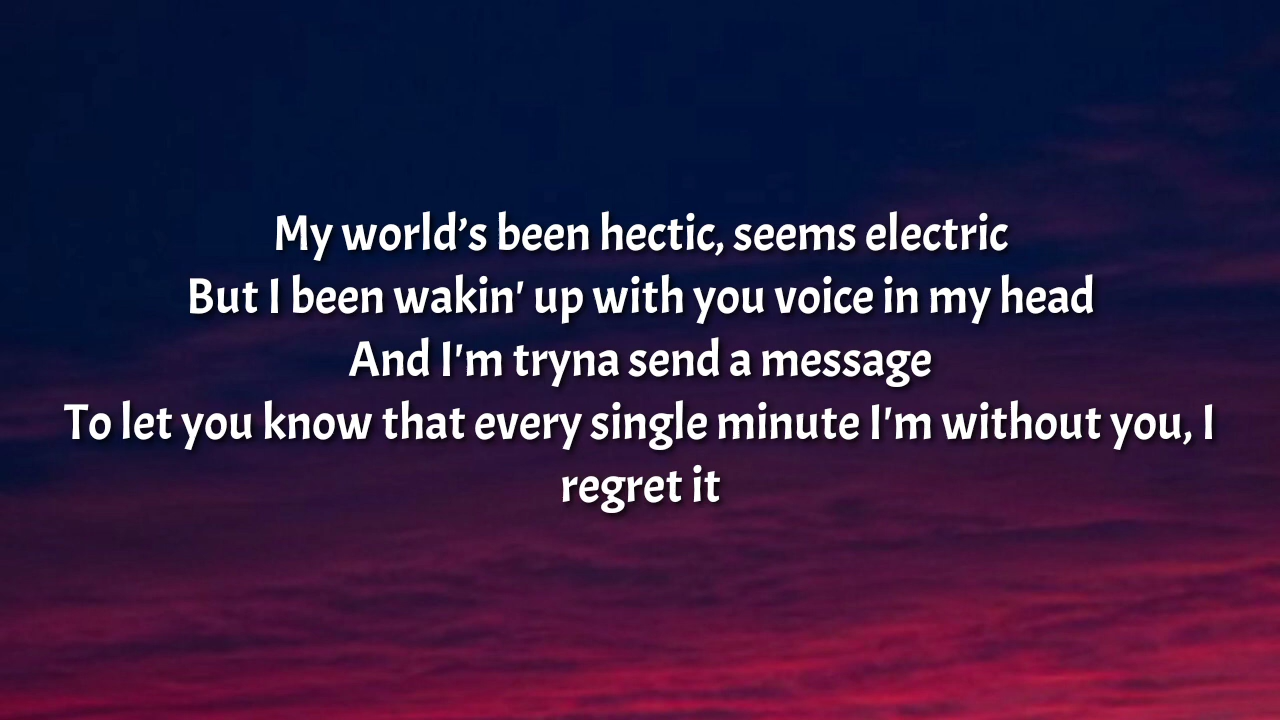 My world’s been hectic, seems electric
But I been wakin' up with you voice in my head
And I'm tryna send a message
To let you know that every single minute I'm without you, I
regret it